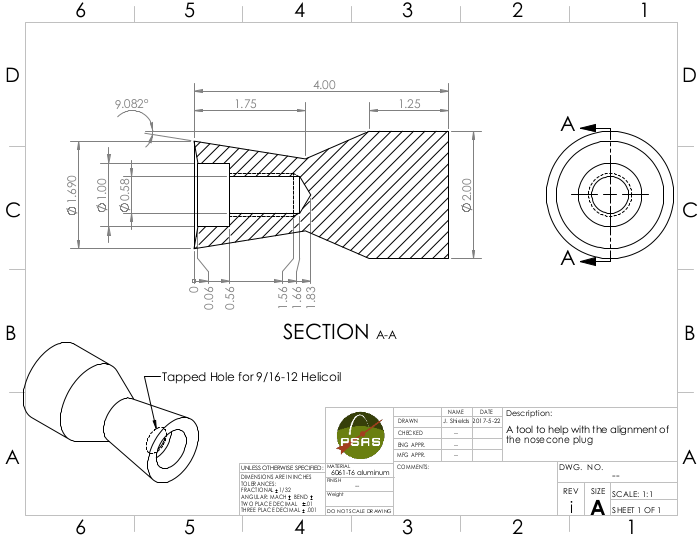 6 5 4 3 2 1
D D
4.00
9.082°
1.75 1.25
A
Ø 1.690
Ø 1.00
Ø 0.58
Ø 2.00
C C
A
0
0.06
0.56
1.56
1.66
1.83
SECTION A-A
B B
Tapped Hole for 9/16-12 Helicoil
PSAS
NAME DATE
DRAWN J. Shields 2017-5-22
CHECKED --
ENG APPR. --
MFG APPR. --
Description:
A tool to help with the alignment of
the nosecone plug
A A
UNLESS OTHERWISE SPECIFIED:
DIMENSIONS ARE IN INCHES
TOLERANCES:
FRACTIONAL ± 1/32
ANGULAR: MACH ± BEND ±
TWO PLACE DECIMAL ±.01
THREE PLACE DECIMAL ± .001
MATERIAL
6061-T6 aluminum
FINISH
--
Weight
DO NOT SCALE DRAWING
COMMENTS:
DWG. NO.
--
REV
i
SIZE
A
SCALE: 1:1
SHEET 1 OF 1
6 5 4 3 2 1